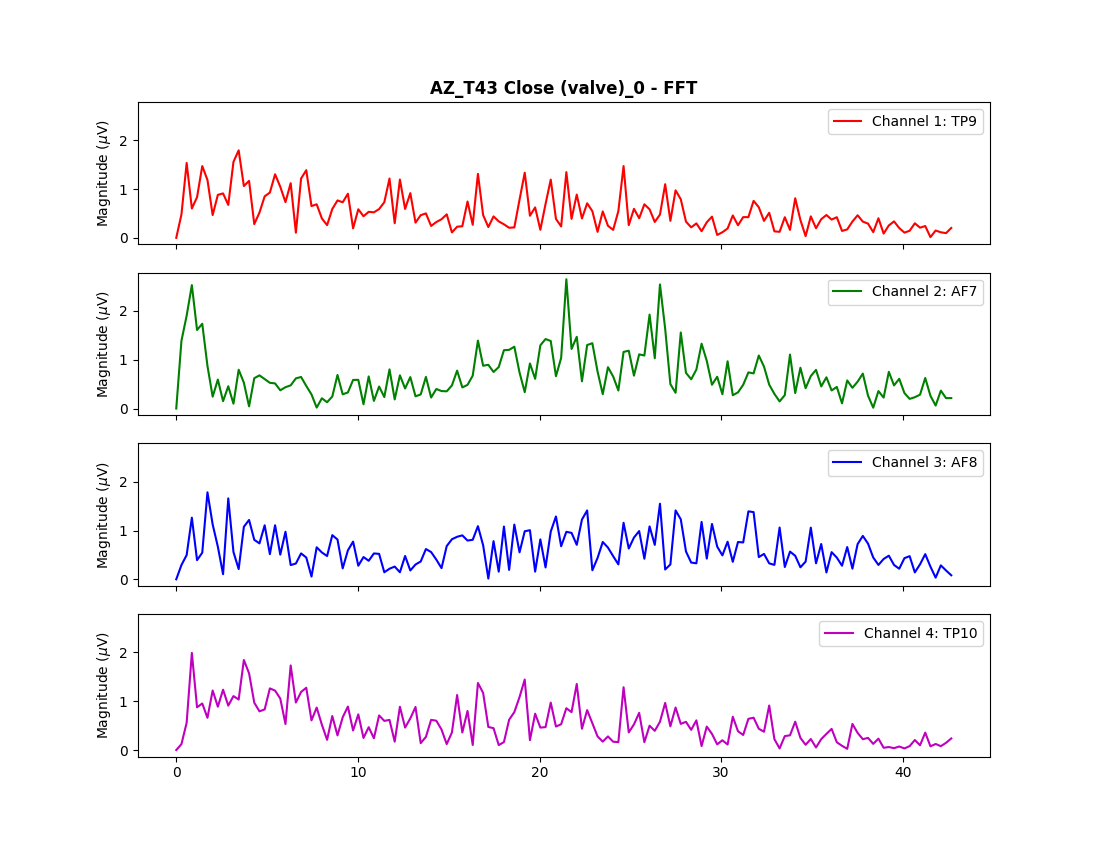 AZ_T43 Close (valve)_0 - FFT
Channel 1: TP9
Magnitude (μV)
2
1
0
Channel 2: AF7
Magnitude (μV)
2
1
0
Channel 3: AF8
Magnitude (μV)
2
1
0
Channel 4: TP10
Magnitude (μV)
2
1
0
0 10 20 30 40